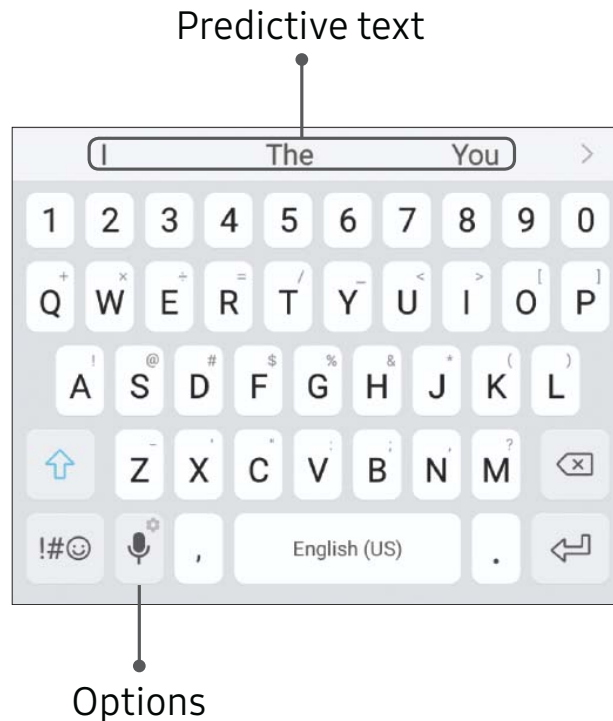 Predictive text
I The You >
1 2 3 4 5 6 7 8 9 0
+ × ÷ = / _ < > [ ]
Q W E R T Y U I O P
! @ # $ % & * ( )
A S D F G H J K L
- ' " : ; , ?
Z X C V B N M
!#☺ , English (US) .
Options